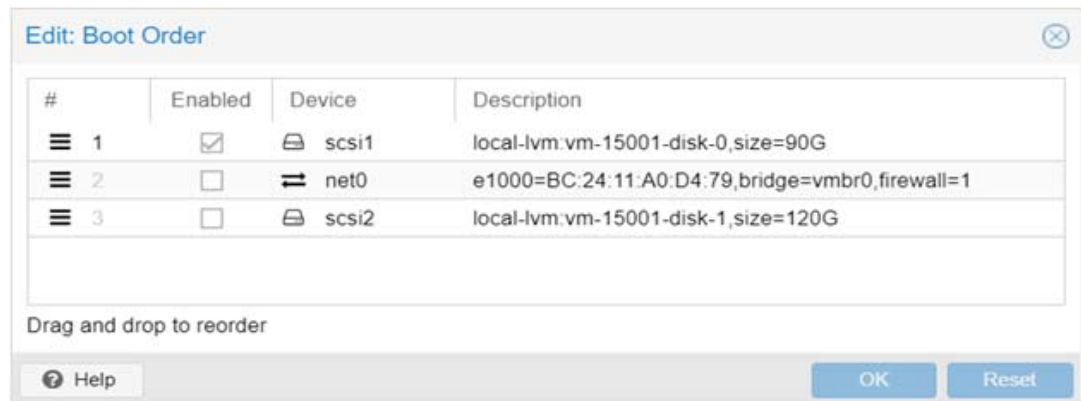 Edit: Boot Order
# Enabled Device Description
1 scsi1 local-lvm:vm-15001-disk-0,size=90G
2 net0 e1000=BC:24:11:A0:D4:79,bridge=vmbr0,firewall=1
3 scsi2 local-lvm:vm-15001-disk-1,size=120G
Drag and drop to reorder
Help OK Reset